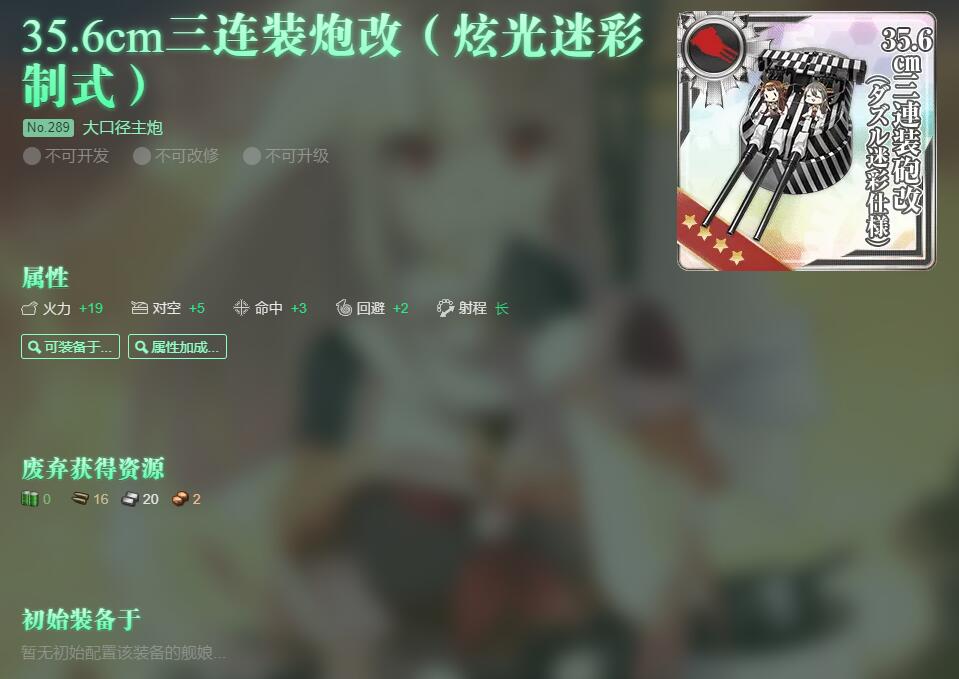 35.6cm三连装炮改（炫光迷彩
制式）
No.289 大口径主炮
不可开发 不可改修 不可升级
属性
火力 +19 对空 +5 命中 +3 回避 +2 射程 长
可装备于... 属性加成...
废弃获得资源
0 16 20 2
初始装备于
暂无初始配置该装备的舰娘...
35.6cm三連装砲改
（ダズル迷彩仕様）